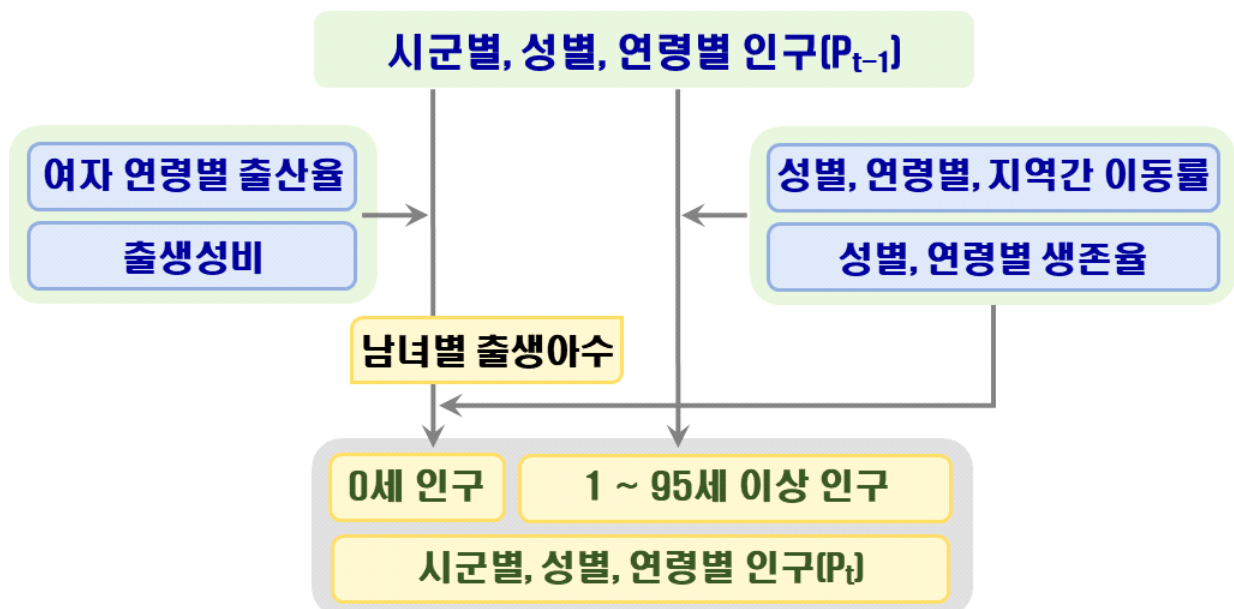 시군별, 성별, 연령별 인구(Pt-1)
여자 연령별 출산율
출생성비
성별, 연령별, 지역간 이동률
성별, 연령별 생존율
남녀별 출생아수
0세 인구
1 ~ 95세 이상 인구
시군별, 성별, 연령별 인구(Pt)